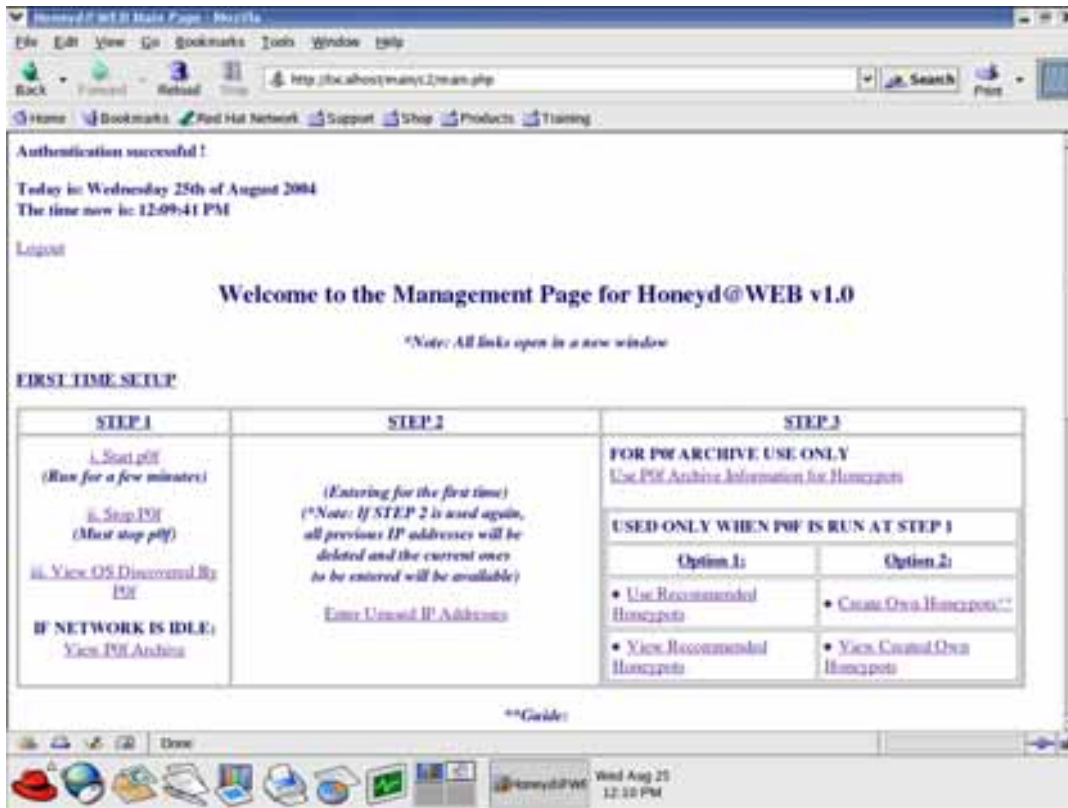 Honeyd@WEB Main Page - Mozilla
File Edit View Go Bookmarks Tools Window Help
Back Forward Reload Stop Search Print
Home Bookmarks Red Hat Network Support Shop Products Training
Authentication successful !
Today is: Wednesday 25th of August 2004
The time now is: 12:09:41 PM
Logout
Welcome to the Management Page for Honeyd@WEB v1.0
*Note: All links open in a new window
FIRST TIME SETUP
STEP 1
i. Start p0f
(Run for a few minutes)
ii. Stop P0f
(Must stop p0f)
iii. View OS Discovered By
P0f
IF NETWORK IS IDLE:
View P0f Archive
STEP 2
(Entering for the first time)
(*Note: If STEP 2 is used again,
all previous IP addresses will be
deleted and the current ones
to be entered will be available)
Enter Unused IP Addresses
STEP 3
FOR P0f ARCHIVE USE ONLY
Use P0f Archive Information for Honeypots
USED ONLY WHEN P0F IS RUN AT STEP 1
Option 1:
Option 2:
• Use Recommended
Honeypots
• Create Own Honeypots**
• View Recommended
Honeypots
• View Created Own
Honeypots
**Guide:
Done
Honeyd@WE
Wed Aug 25
12:10 PM